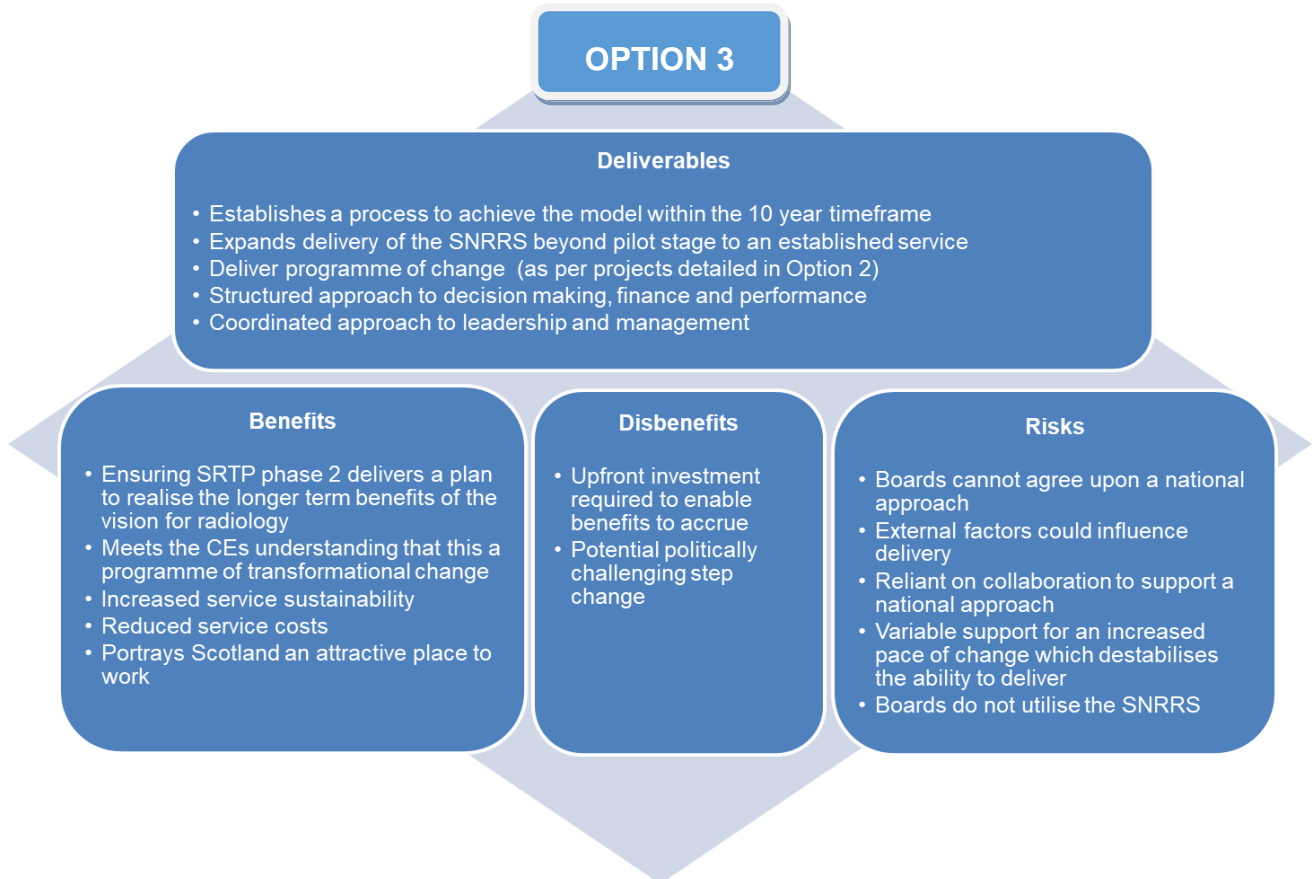 OPTION 3
Deliverables
• Establishes a process to achieve the model within the 10 year timeframe
• Expands delivery of the SNRRS beyond pilot stage to an established service
• Deliver programme of change  (as per projects detailed in Option 2)
• Structured approach to decision making, finance and performance
• Coordinated approach to leadership and management
Benefits
• Ensuring SRTP phase 2 delivers a plan
to realise the longer term benefits of the
vision for radiology
• Meets the CEs understanding that this a
programme of transformational change
• Increased service sustainability
• Reduced service costs
• Portrays Scotland an attractive place to
work
Disbenefits
• Upfront investment
required to enable
benefits to accrue
• Potential politically
challenging step
change
Risks
• Boards cannot agree upon a national
approach
• External factors could influence
delivery
• Reliant on collaboration to support a
national approach
• Variable support for an increased
pace of change which destabilises
the ability to deliver
• Boards do not utilise the SNRRS